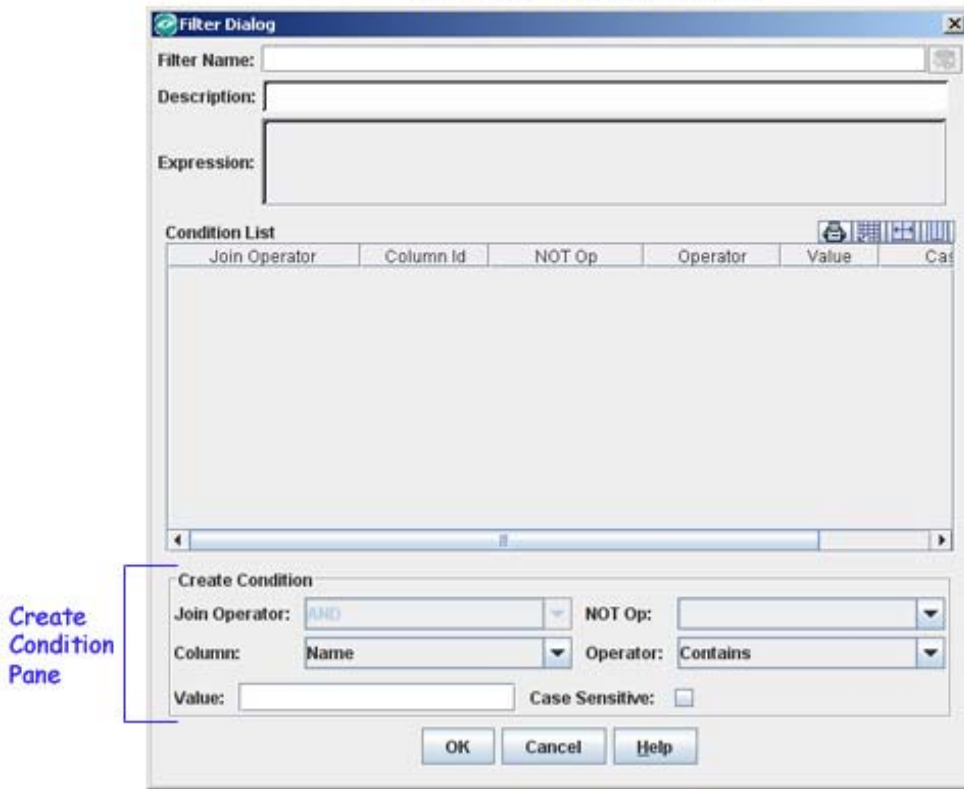 Filter Dialog
Filter Name:
Description:
Expression:
Condition List
Join Operator Column Id NOT Op Operator Value Cas
Create Condition Pane
Create Condition
Join Operator: AND NOT Op:
Column: Name Operator: Contains
Value: Case Sensitive:
OK Cancel Help